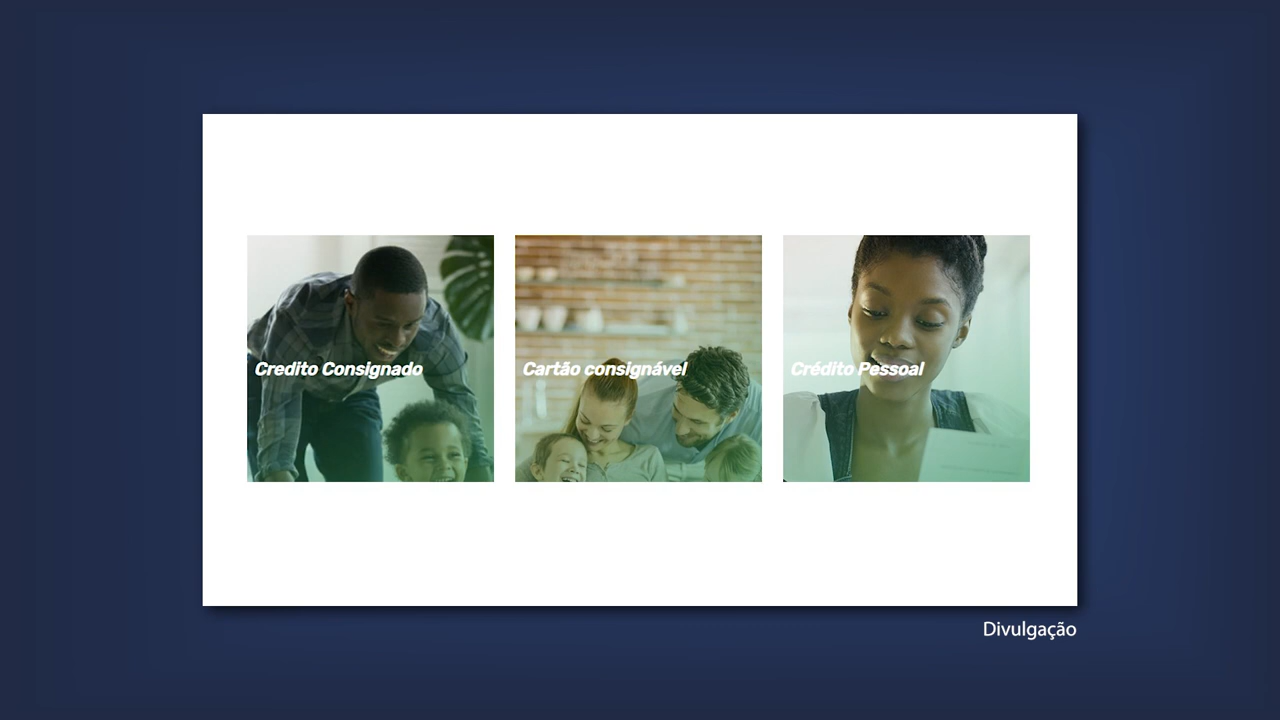 Credito Consignado
Cartão consignável
Crédito Pessoal
Divulgação